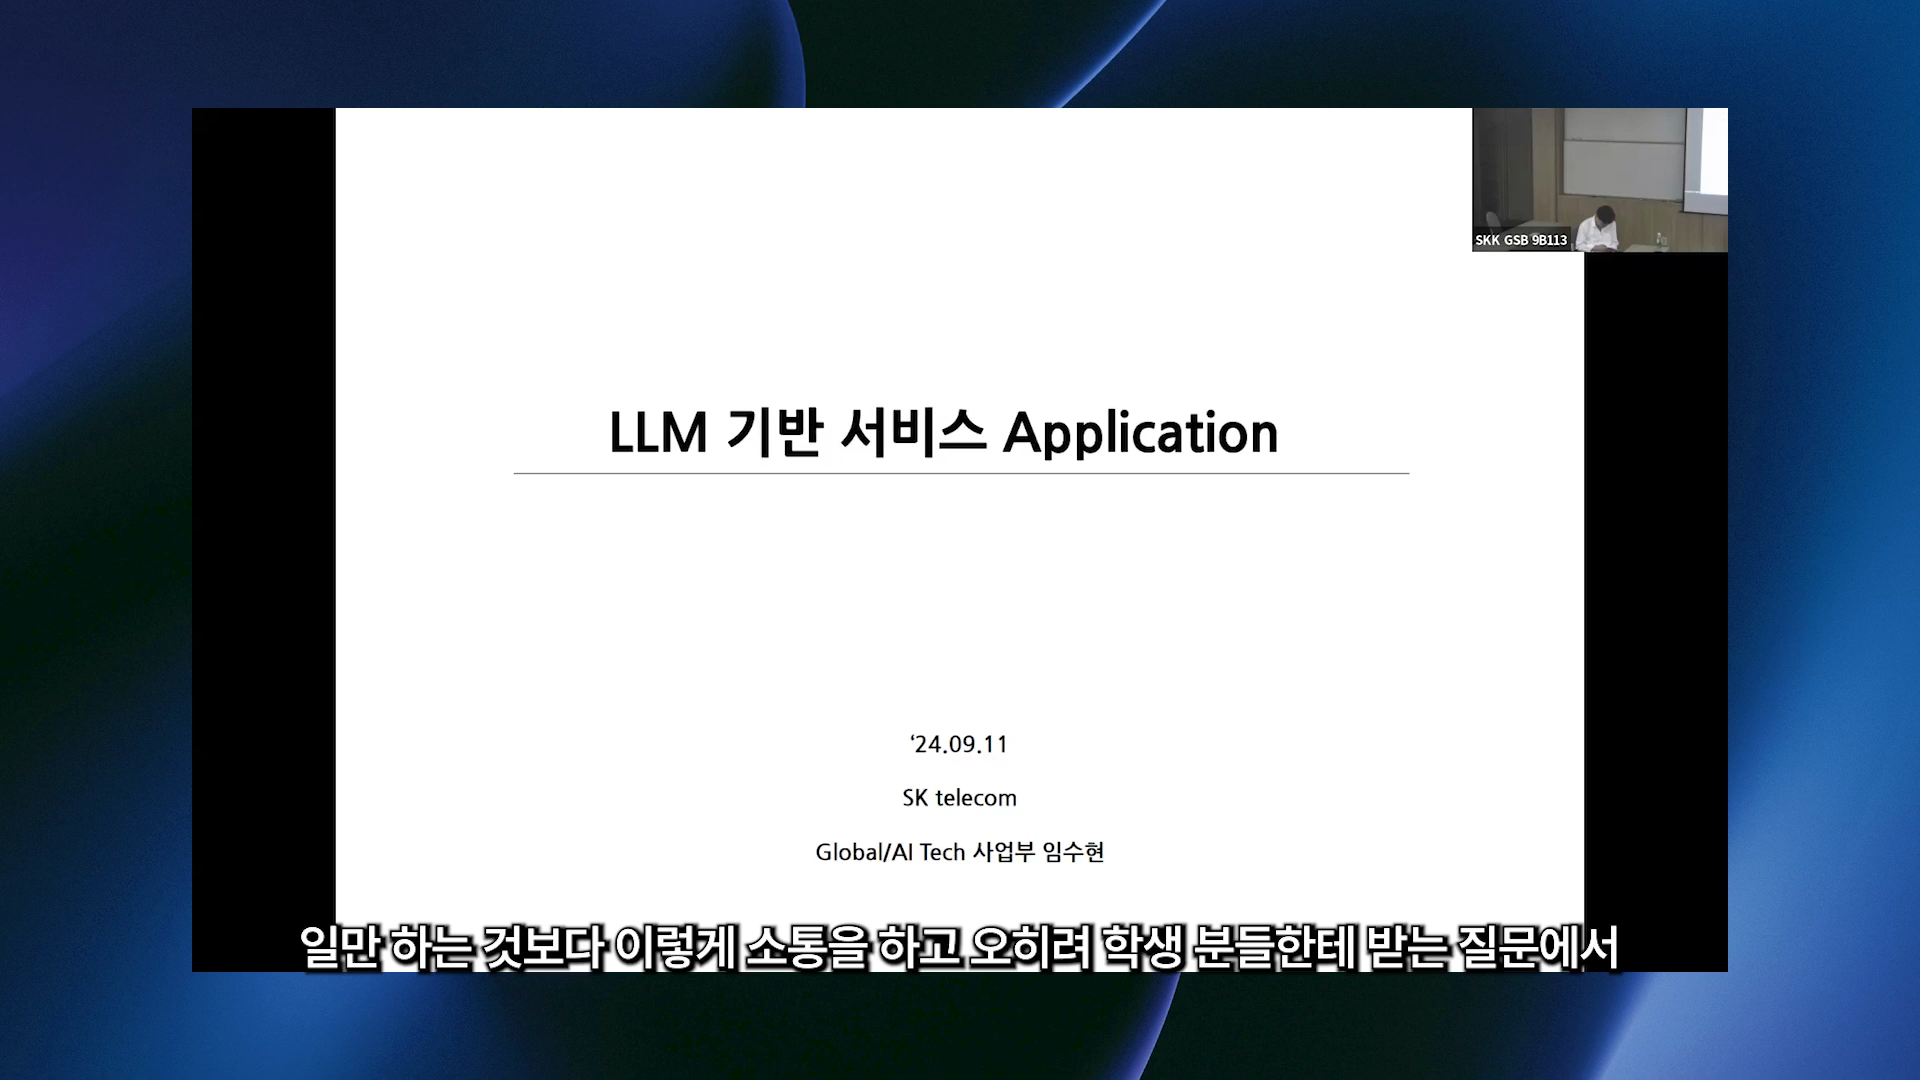 SKK GSB 9B113
LLM 기반 서비스 Application
‘24.09.11
SK telecom
Global/AI Tech 사업부 임수현
일만 하는 것보다 이렇게 소통을 하고 오히려 학생 분들한테 받는 질문에서